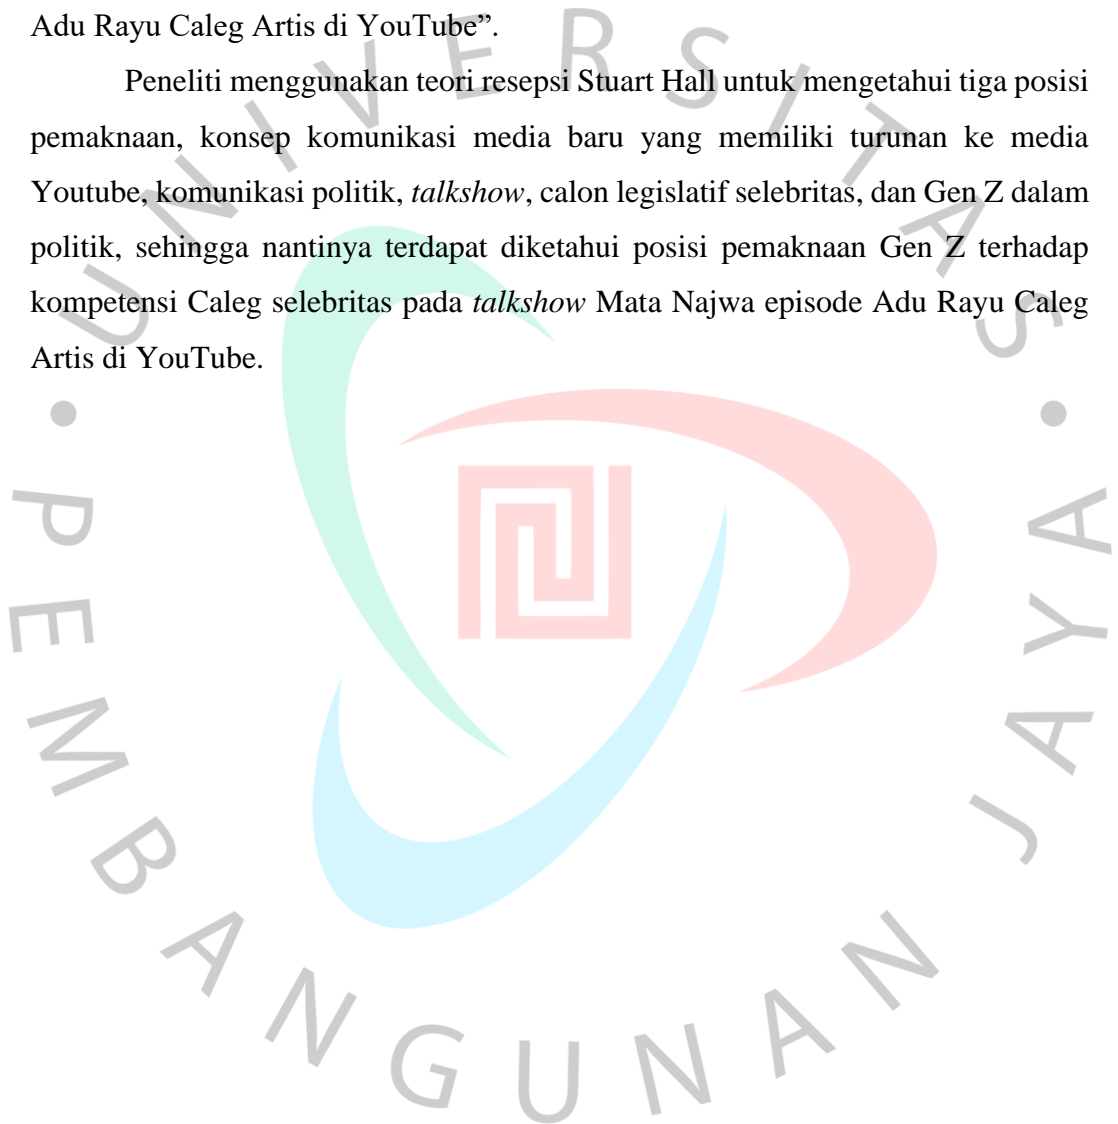 Adu Rayu Caleg Artis di YouTube”.
Peneliti menggunakan teori resepsi Stuart Hall untuk mengetahui tiga posisi
pemaknaan, konsep komunikasi media baru yang memiliki turunan ke media
Youtube, komunikasi politik, talkshow, calon legislatif selebritas, dan Gen Z dalam
politik, sehingga nantinya terdapat diketahui posisi pemaknaan Gen Z terhadap
kompetensi Caleg selebritas pada talkshow Mata Najwa episode Adu Rayu Caleg
Artis di YouTube.
UNIVERSITAS • PEMBANGUNAN JAYA •